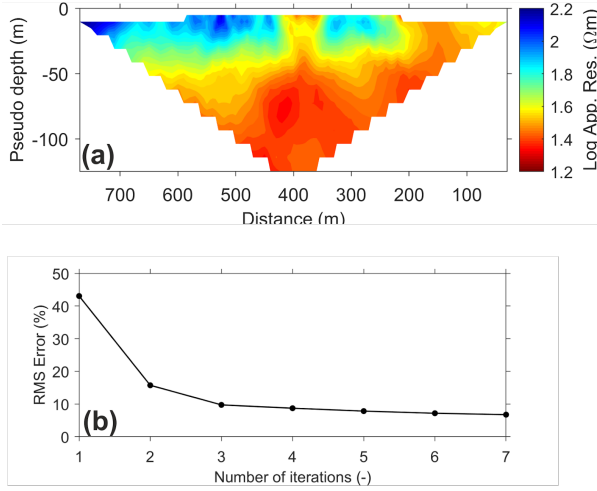 0
-50
-100
Pseudo depth (m)
(a)
700 600 500 400 300 200 100
Distance (m)
2.2
2
1.8
1.6
1.4
1.2
Log App. Res. (Ωm)
50
40
30
20
10
0
RMS Error (%)
(b)
1 2 3 4 5 6 7
Number of iterations (-)